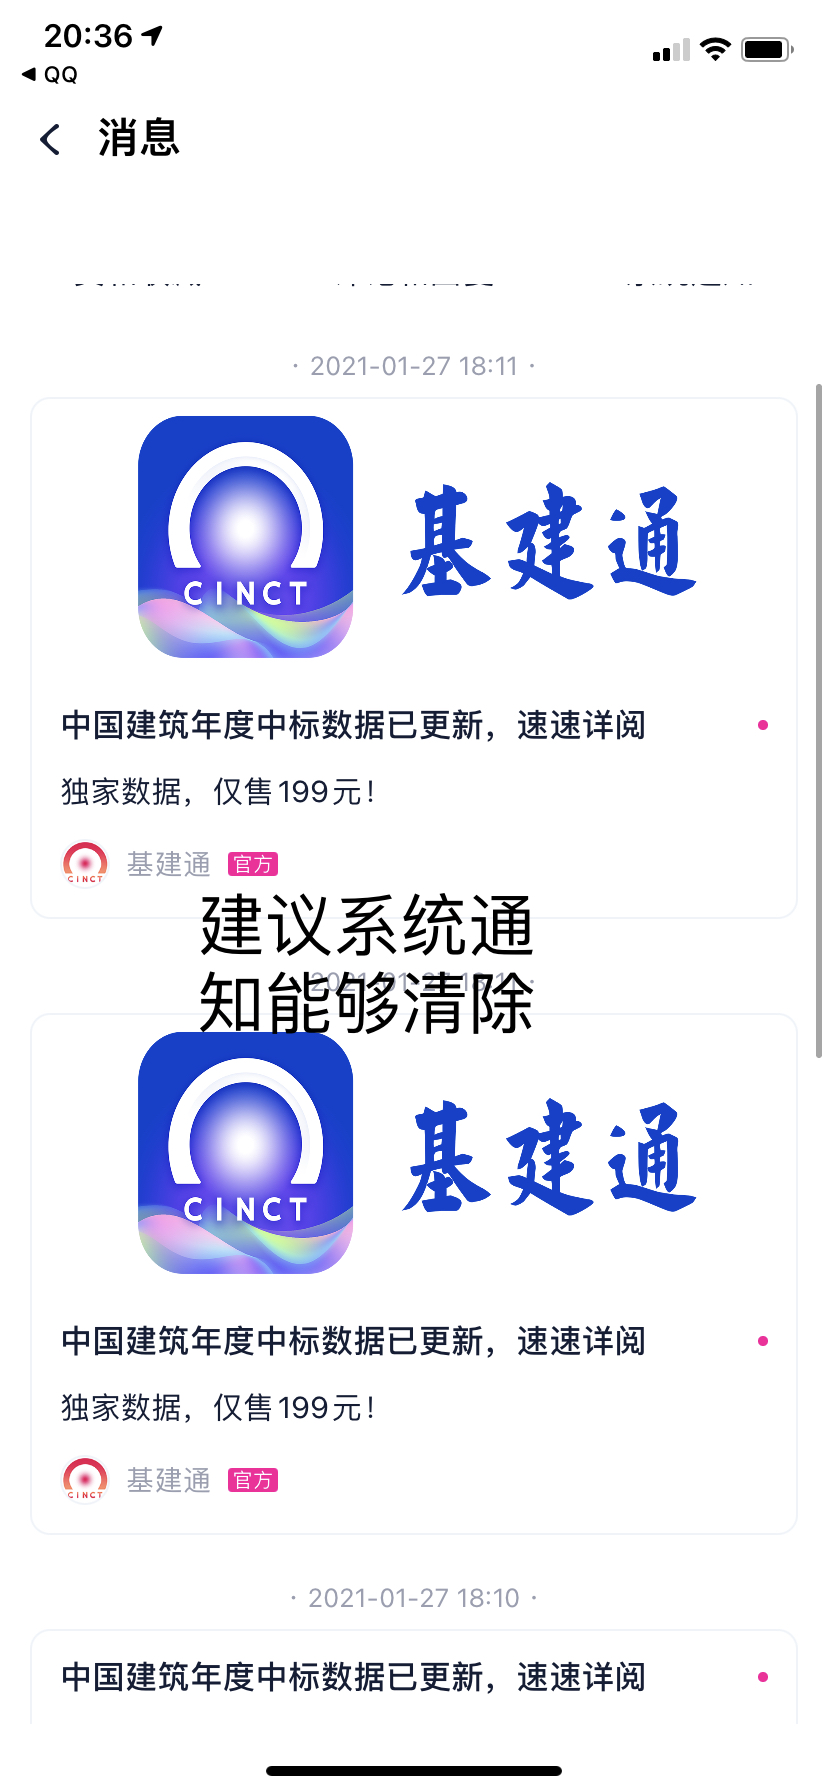 20:36
QQ
消息
· 2021-01-27 18:11 ·
CINCT
基建通
中国建筑年度中标数据已更新，速速详阅
独家数据，仅售199元！
CINCT
基建通 官方
建议系统通
知能够清除
2021-01-27 18:11 ·
CINCT
基建通
中国建筑年度中标数据已更新，速速详阅
独家数据，仅售199元！
CINCT
基建通 官方
· 2021-01-27 18:10 ·
中国建筑年度中标数据已更新，速速详阅